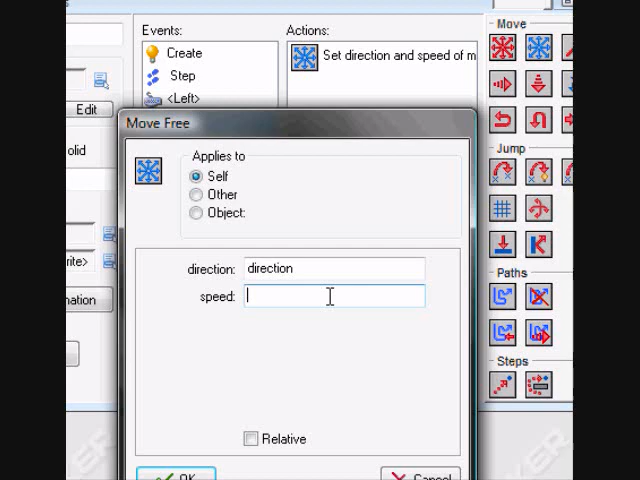 Events:
Actions:
Move
Create
Set direction and speed of m
Step
<Left>
Edit
Move Free
olid
Applies to
Self
Jump
Other
Object:
rite>
direction: direction
Paths
nation
speed:
Steps
Relative
OK
Cancel